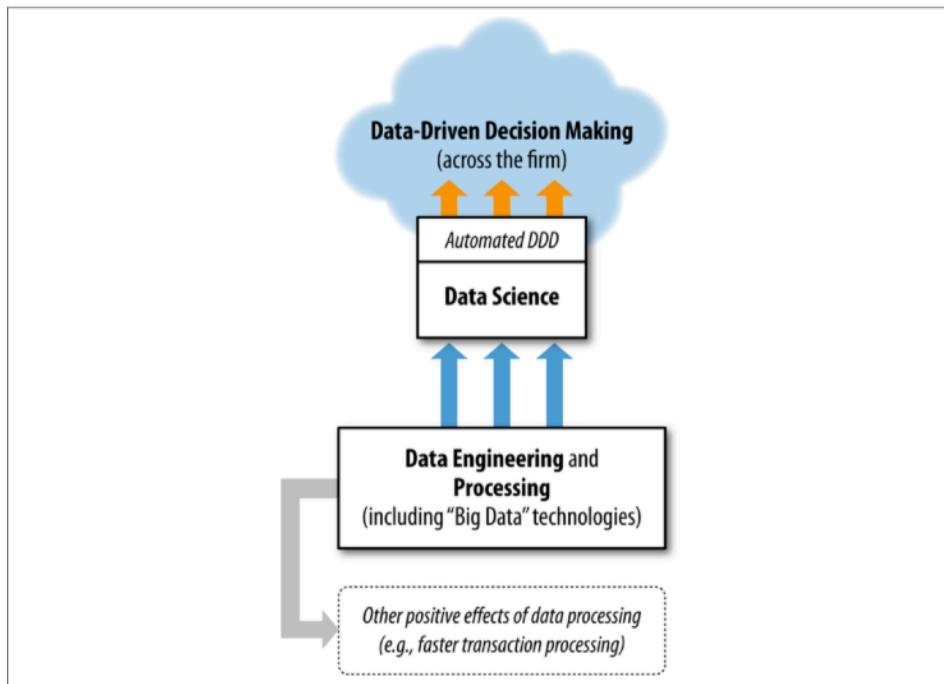 Data-Driven Decision Making
(across the firm)
Automated DDD
Data Science
Data Engineering and
Processing
(including “Big Data” technologies)
Other positive effects of data processing
(e.g., faster transaction processing)